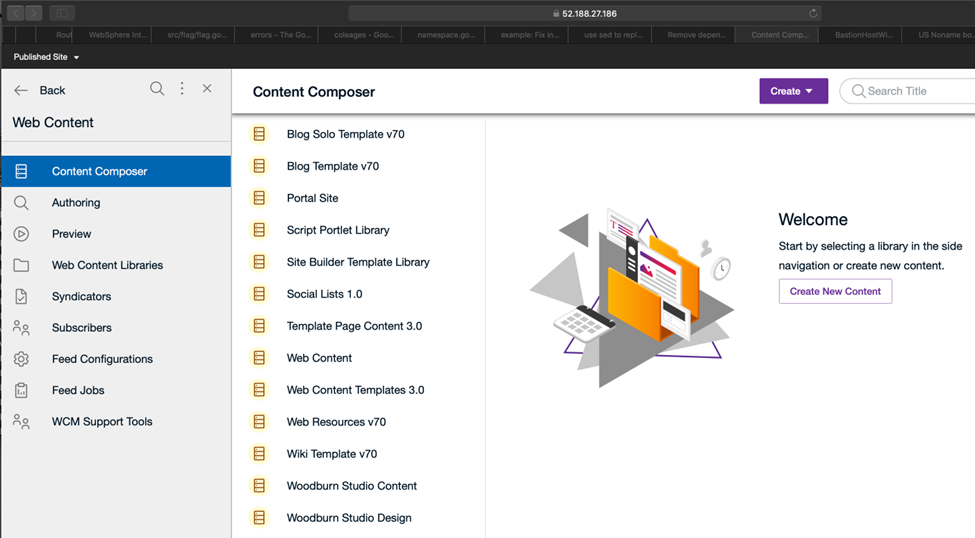 52.188.27.186
Rout
WebSphere Int...
src/flag/flag.go...
errors - The Go...
coleages - Goo...
namespace.go...
example: Fix in...
use sed to repl...
Remove depen...
Content Comp...
BastionHostWi...
US Noname bo...
Published Site
Back
Web Content
Content Composer
Authoring
Preview
Web Content Libraries
Syndicators
Subscribers
Feed Configurations
Feed Jobs
WCM Support Tools
Content Composer
Create
Search Title
Blog Solo Template v70
Blog Template v70
Portal Site
Script Portlet Library
Site Builder Template Library
Social Lists 1.0
Template Page Content 3.0
Web Content
Web Content Templates 3.0
Web Resources v70
Wiki Template v70
Woodburn Studio Content
Woodburn Studio Design
T
Welcome
Start by selecting a library in the side
navigation or create new content.
Create New Content